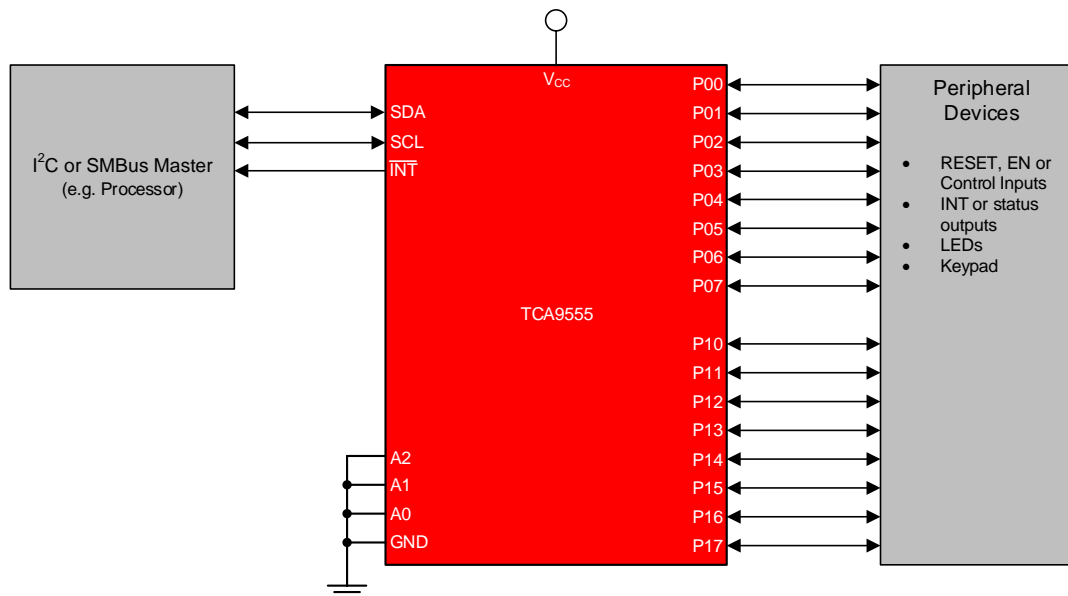 I²C or SMBus Master
(e.g. Processor)
V_CC
SDA
SCL
I̅N̅T̅
TCA9555
A2
A1
A0
GND
P00
P01
P02
P03
P04
P05
P06
P07
P10
P11
P12
P13
P14
P15
P16
P17
Peripheral
Devices
• RESET, EN or
Control Inputs
• INT or status
outputs
• LEDs
• Keypad